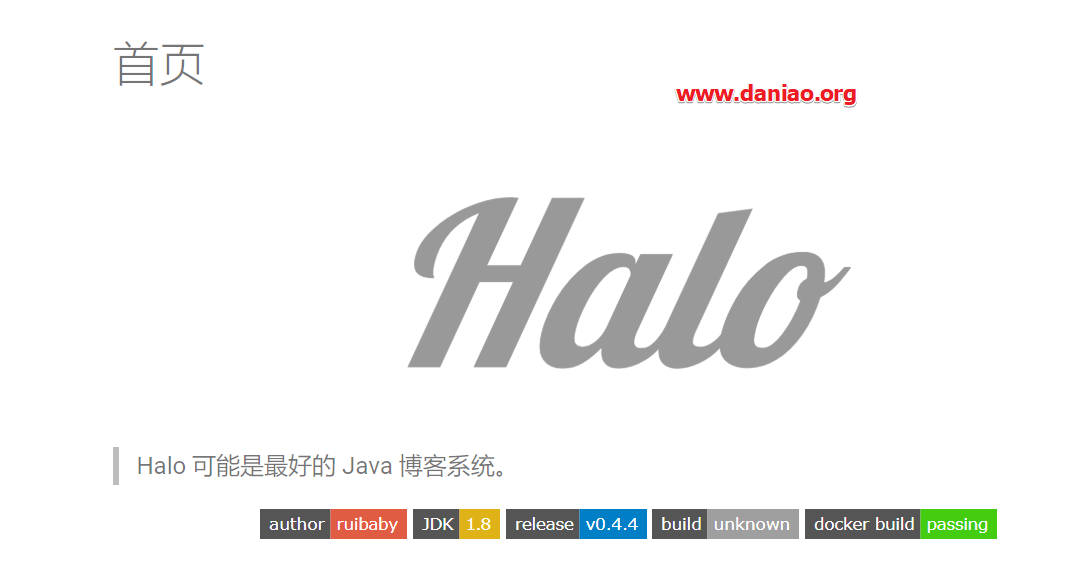 首页
www.daniao.org
Halo
Halo 可能是最好的 Java 博客系统。
author ruibaby JDK 1.8 release v0.4.4 build unknown docker build passing